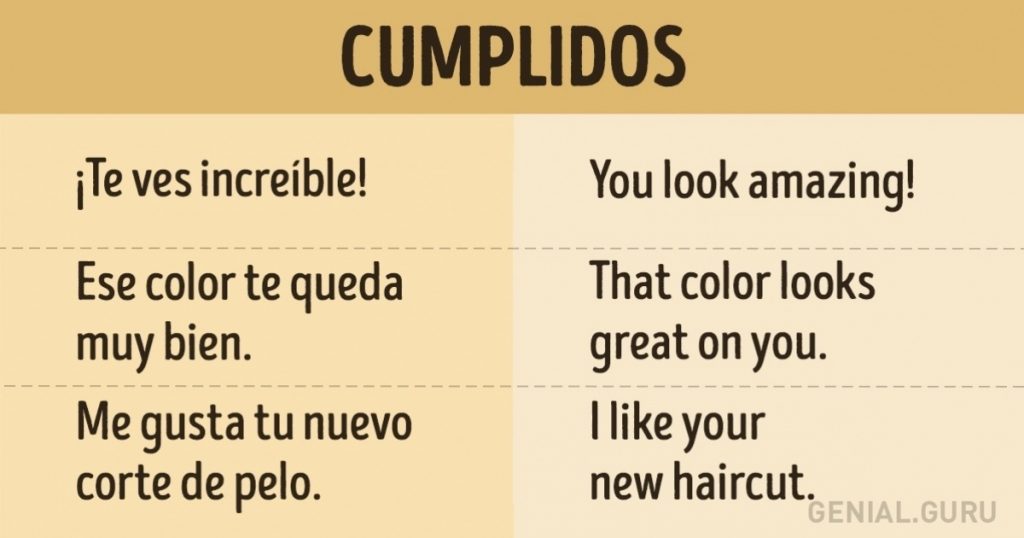 CUMPLIDOS
¡Te ves increíble!
You look amazing!
Ese color te queda
muy bien.
That color looks
great on you.
Me gusta tu nuevo
corte de pelo.
I like your
new haircut.
GENIAL.GURU